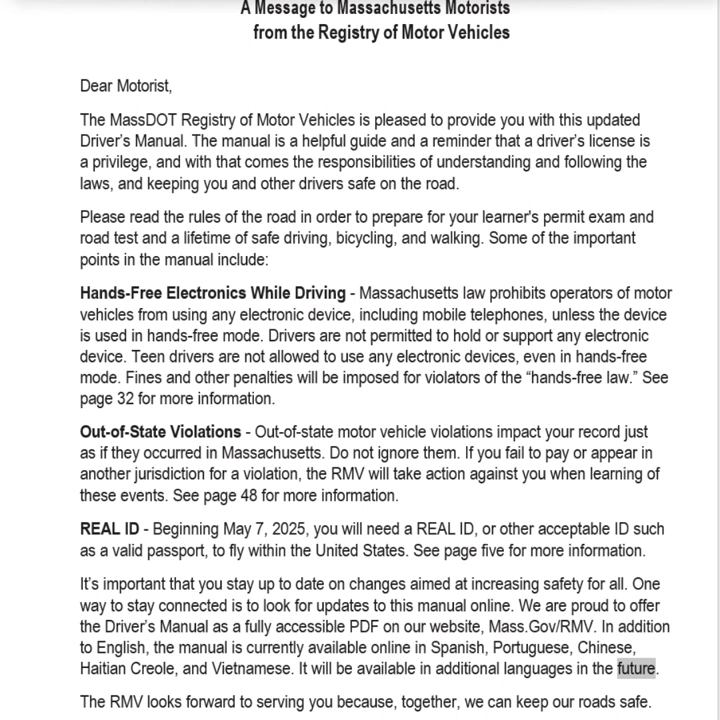 A Message to Massachusetts Motorists
from the Registry of Motor Vehicles
Dear Motorist,
The MassDOT Registry of Motor Vehicles is pleased to provide you with this updated
Driver's Manual. The manual is a helpful guide and a reminder that a driver's license is
a privilege, and with that comes the responsibilities of understanding and following the
laws, and keeping you and other drivers safe on the road.
Please read the rules of the road in order to prepare for your learner's permit exam and
road test and a lifetime of safe driving, bicycling, and walking. Some of the important
points in the manual include:
Hands-Free Electronics While Driving - Massachusetts law prohibits operators of motor
vehicles from using any electronic device, including mobile telephones, unless the device
is used in hands-free mode. Drivers are not permitted to hold or support any electronic
device. Teen drivers are not allowed to use any electronic devices, even in hands-free
mode. Fines and other penalties will be imposed for violators of the “hands-free law.” See
page 32 for more information.
Out-of-State Violations - Out-of-state motor vehicle violations impact your record just
as if they occurred in Massachusetts. Do not ignore them. If you fail to pay or appear in
another jurisdiction for a violation, the RMV will take action against you when learning of
these events. See page 48 for more information.
REAL ID - Beginning May 7, 2025, you will need a REAL ID, or other acceptable ID such
as a valid passport, to fly within the United States. See page five for more information.
It's important that you stay up to date on changes aimed at increasing safety for all. One
way to stay connected is to look for updates to this manual online. We are proud to offer
the Driver's Manual as a fully accessible PDF on our website, Mass.Gov/RMV. In addition
to English, the manual is currently available online in Spanish, Portuguese, Chinese,
Haitian Creole, and Vietnamese. It will be available in additional languages in the future.
The RMV looks forward to serving you because, together, we can keep our roads safe.